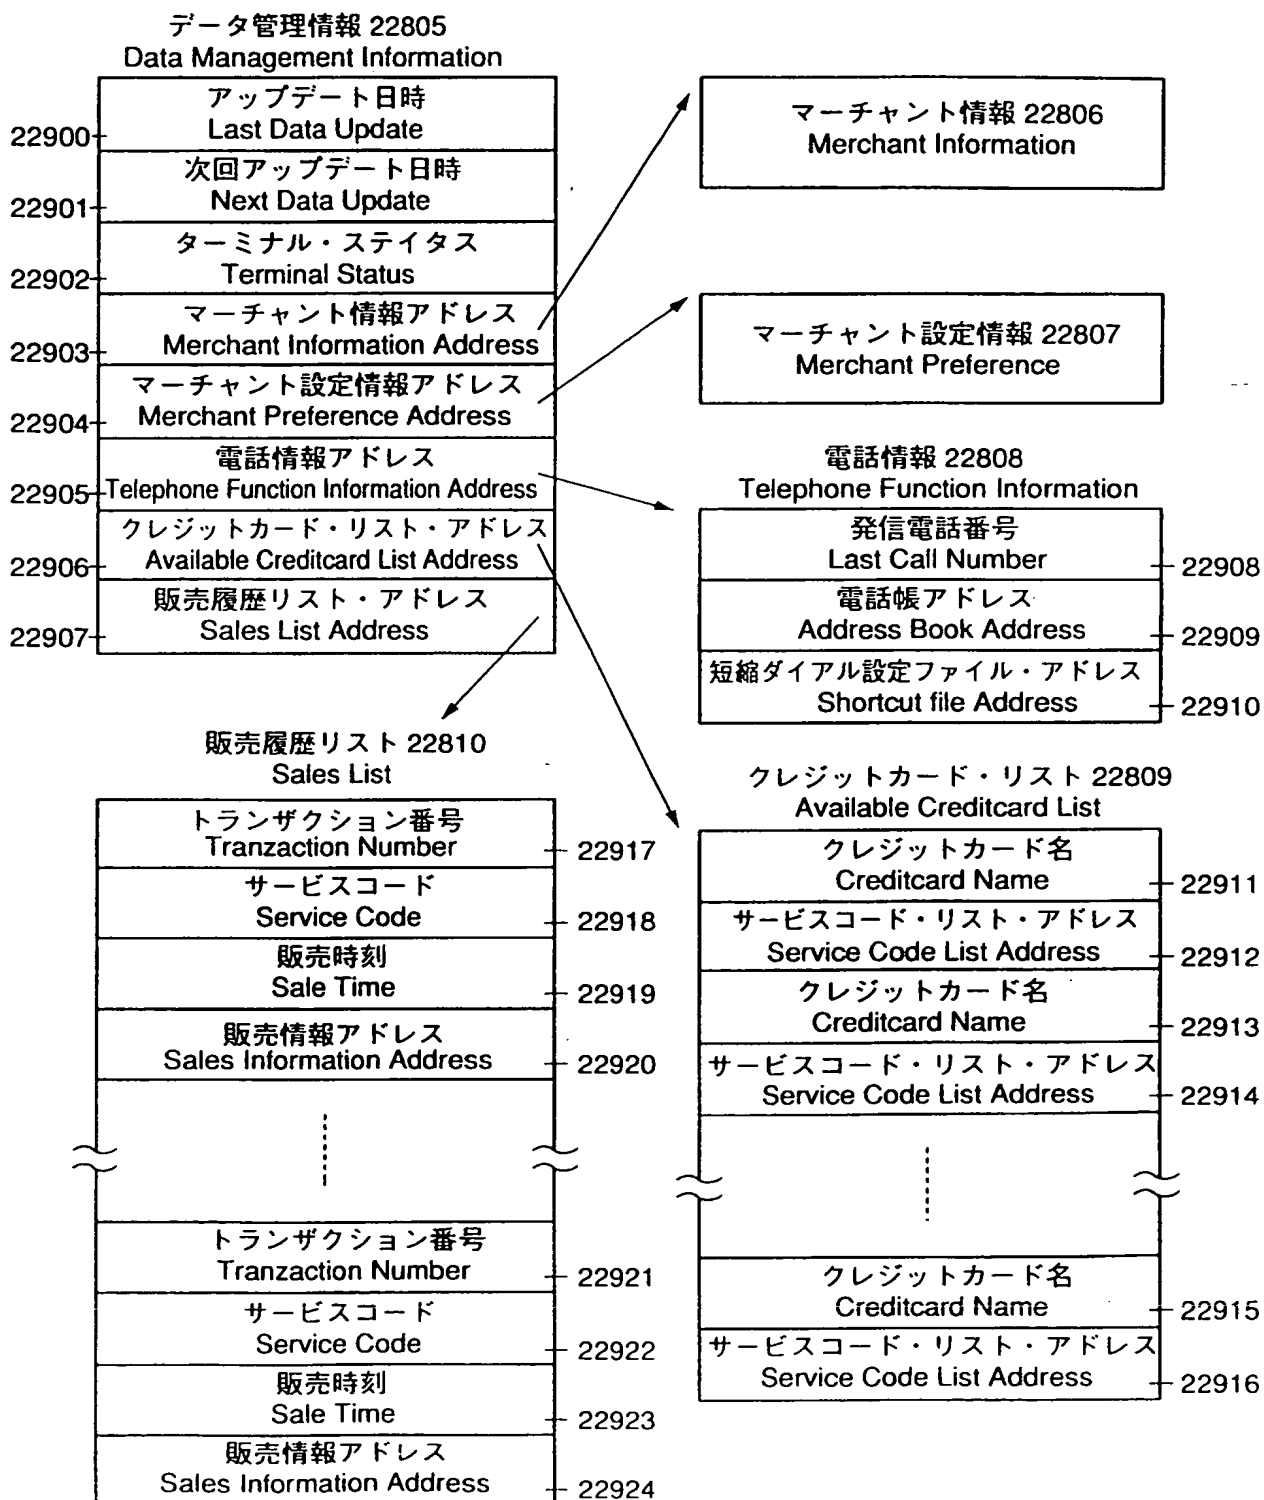 データ管理情報 22805
Data Management Information
アップデート日時
Last Data Update
22900
次回アップデート日時
Next Data Update
22901
ターミナル・ステイタス
Terminal Status
22902
マーチャント情報アドレス
Merchant Information Address
22903
マーチャント設定情報アドレス
Merchant Preference Address
22904
電話情報アドレス
Telephone Function Information Address
22905
クレジットカード・リスト・アドレス
Available Creditcard List Address
22906
販売履歴リスト・アドレス
Sales List Address
22907
マーチャント情報 22806
Merchant Information
マーチャント設定情報 22807
Merchant Preference
電話情報 22808
Telephone Function Information
発信電話番号
Last Call Number
22908
電話帳アドレス
Address Book Address
22909
短縮ダイアル設定ファイル・アドレス
Shortcut file Address
22910
販売履歴リスト 22810
Sales List
トランザクション番号
Tranzaction Number
22917
サービスコード
Service Code
22918
販売時刻
Sale Time
22919
販売情報アドレス
Sales Information Address
22920
トランザクション番号
Tranzaction Number
22921
サービスコード
Service Code
22922
販売時刻
Sale Time
22923
販売情報アドレス
Sales Information Address
22924
クレジットカード・リスト 22809
Available Creditcard List
クレジットカード名
Creditcard Name
22911
サービスコード・リスト・アドレス
Service Code List Address
22912
クレジットカード名
Creditcard Name
22913
サービスコード・リスト・アドレス
Service Code List Address
22914
クレジットカード名
Creditcard Name
22915
サービスコード・リスト・アドレス
Service Code List Address
22916